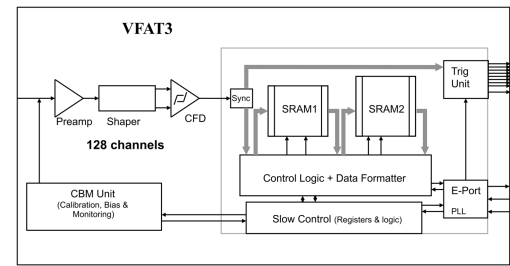 VFAT3
Trig
Unit
Sync
SRAM1
SRAM2
Preamp
Shaper
CFD
128 channels
Control Logic + Data Formatter
CBM Unit
(Calibration, Bias &
Monitoring)
E-Port
PLL
Slow Control (Registers & logic)